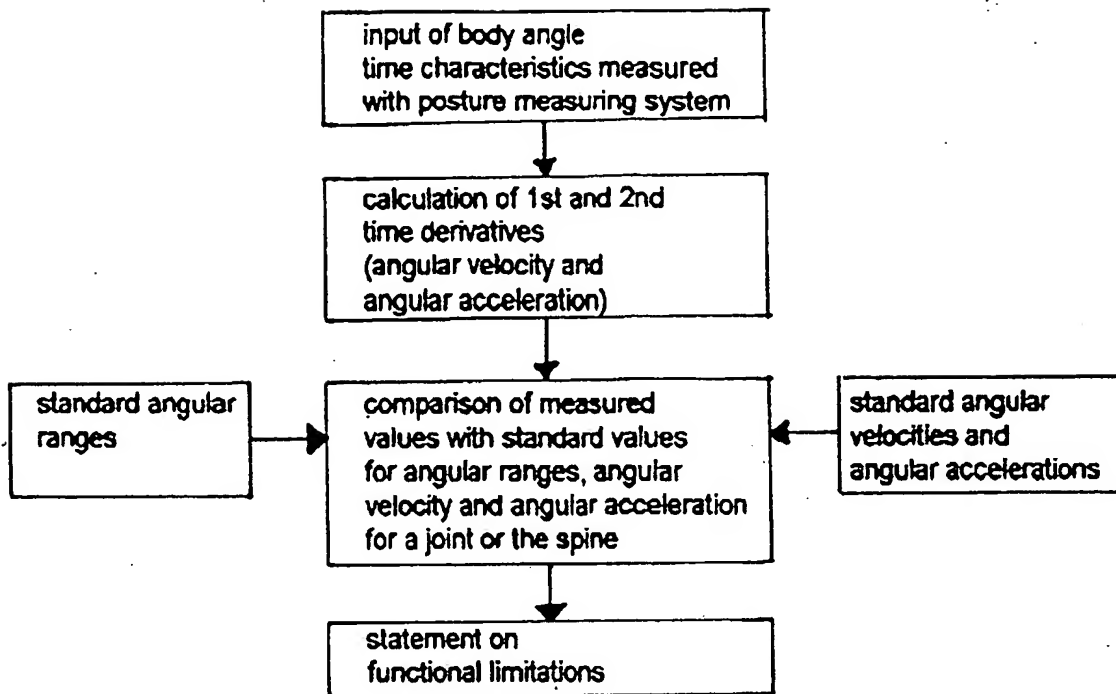 input of body angle
time characteristics measured
with posture measuring system
calculation of 1st and 2nd
time derivatives
(angular velocity and
angular acceleration)
standard angular
ranges
comparison of measured
values with standard values
for angular ranges, angular
velocity and angular acceleration
for a joint or the spine
standard angular
velocities and
angular accelerations
statement on
functional limitations